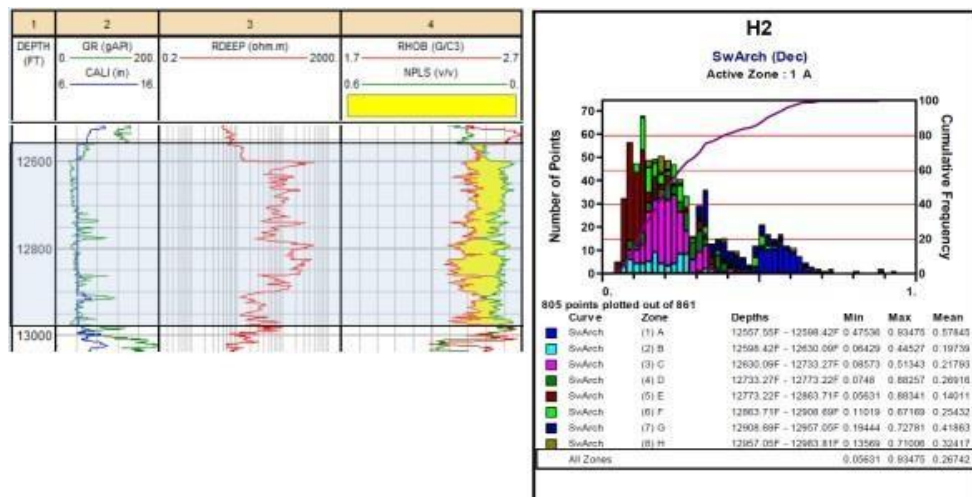 1 2 3 4
DEPTH (FT)
GR (gAPI)
0. 200.
CALI (in)
6. 16.
RDEEP (ohm.m)
0.2 2000.
RHOB (G/C3)
1.7 2.7
NPLS (v/v)
0.6 0.
12600
12800
13000
H2
SwArch (Dec)
Active Zone : 1 A
Number of Points
70
60
50
40
30
20
10
0
100
80
60
40
20
0
Cumulative Frequency
0. 1.
805 points plotted out of 861
Curve Zone Depths Min Max Mean
SwArch (1) A 12557.55F - 12598.42F 0.47536 0.93475 0.57845
SwArch (2) B 12598.42F - 12630.09F 0.06429 0.44527 0.19739
SwArch (3) C 12630.09F - 12733.27F 0.08573 0.51343 0.21793
SwArch (4) D 12733.27F - 12773.22F 0.0748 0.88257 0.26918
SwArch (5) E 12773.22F - 12863.71F 0.05631 0.88341 0.14011
SwArch (6) F 12863.71F - 12908.69F 0.11019 0.67169 0.25432
SwArch (7) G 12908.69F - 12957.05F 0.19444 0.72781 0.41863
SwArch (8) H 12957.05F - 12983.81F 0.13569 0.71006 0.32417
All Zones 0.05631 0.93475 0.26742